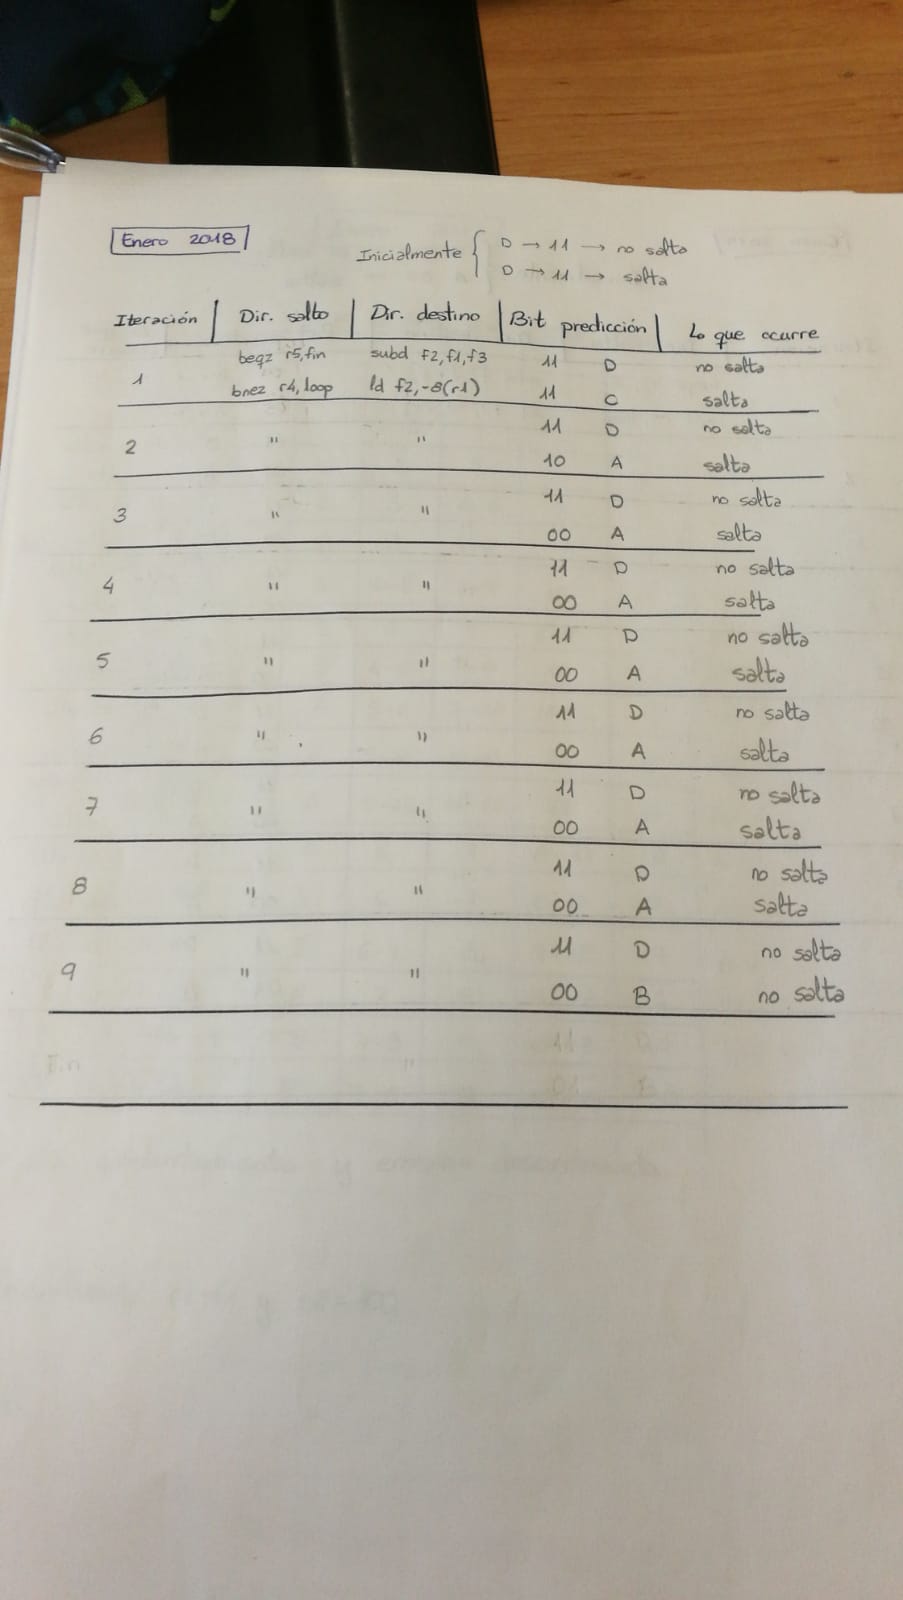 Enero 2018
Inicialmente { D → 11 → no salta
D → 11 → salta
Iteración | Dir. salto | Dir. destino | Bit predicción | Lo que ocurre
1 beqz r5,fin subd f2,f1,f3 11 D no salta
bnez r4,loop ld f2,-8(r1) 11 C salta
2 " " 11 D no salta
10 A salta
3 " " 11 D no salta
00 A salta
4 " " 11 D no salta
00 A salta
5 " " 11 D no salta
00 A salta
6 " " 11 D no salta
00 A salta
7 " " 11 D no salta
00 A salta
8 " " 11 D no salta
00 A salta
9 " " 11 D no salta
00 B no salta
Fin " 11 D
01 B